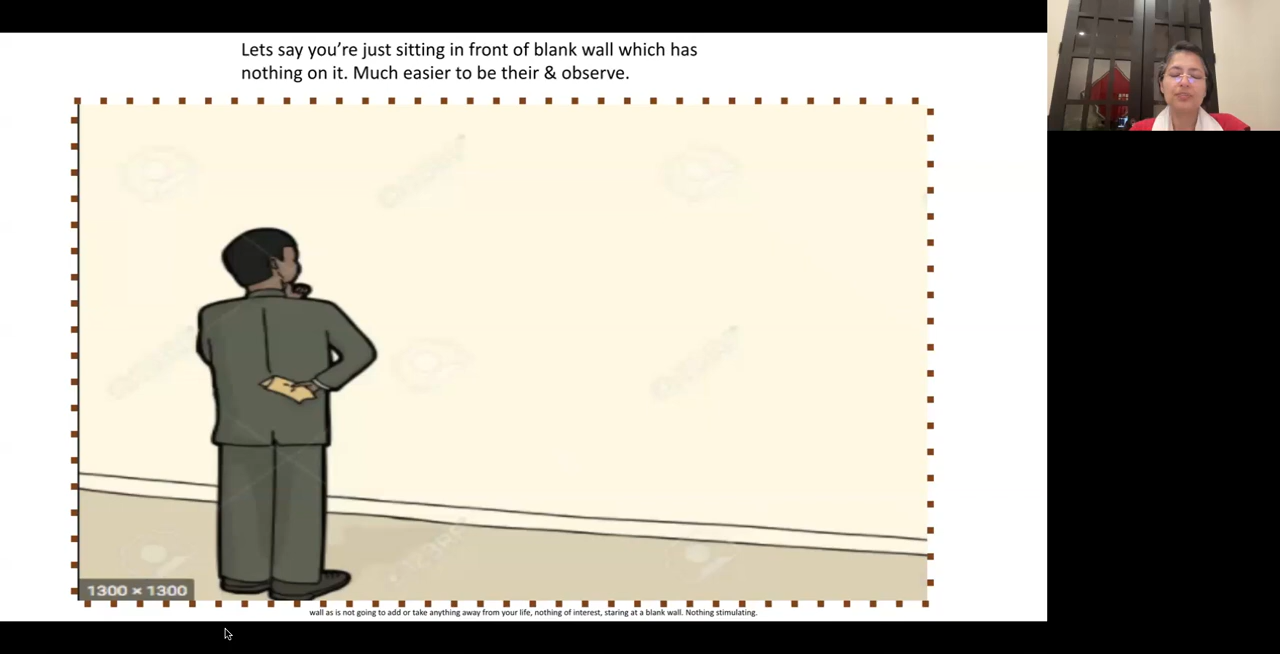 Lets say you're just sitting in front of blank wall which has
nothing on it. Much easier to be their & observe.
1300 × 1300
wall as is not going to add or take anything away from your life, nothing of interest, staring at a blank wall. Nothing stimulating.